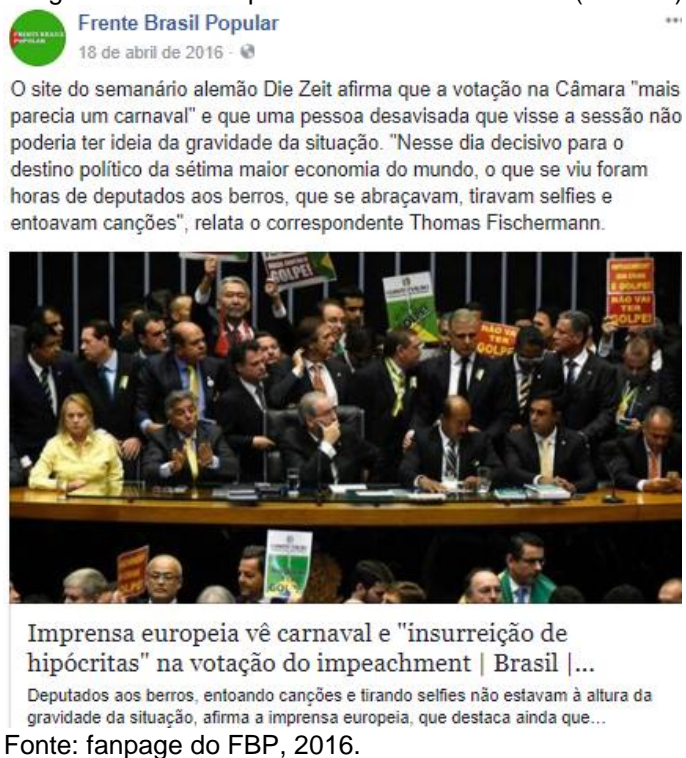 Frente Brasil Popular
18 de abril de 2016
O site do semanário alemão Die Zeit afirma que a votação na Câmara "mais
parecia um carnaval" e que uma pessoa desavisada que visse a sessão não
poderia ter ideia da gravidade da situação. "Nesse dia decisivo para o
destino político da sétima maior economia do mundo, o que se viu foram
horas de deputados aos berros, que se abraçavam, tiravam selfies e
entoavam canções", relata o correspondente Thomas Fischermann.
GOLPE!
NÃO VAI
TER
GOLPE
É GOLPE!
NÃO VAI
TER
GOLPE!
Imprensa europeia vê carnaval e "insurreição de
hipócritas" na votação do impeachment | Brasil |...
Deputados aos berros, entoando canções e tirando selfies não estavam à altura da
gravidade da situação, afirma a imprensa europeia, que destaca ainda que...
Fonte: fanpage do FBP, 2016.